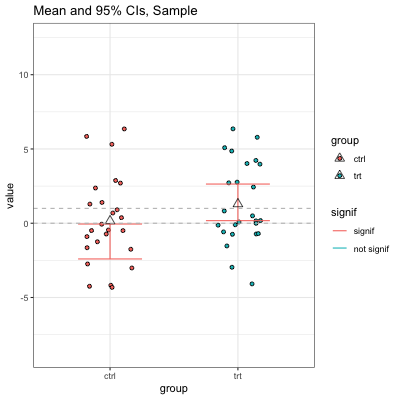 Mean and 95% CIs, Sample
value
10
5
0
-5
ctrl
trt
group
group
ctrl
trt
signif
signif
not signif